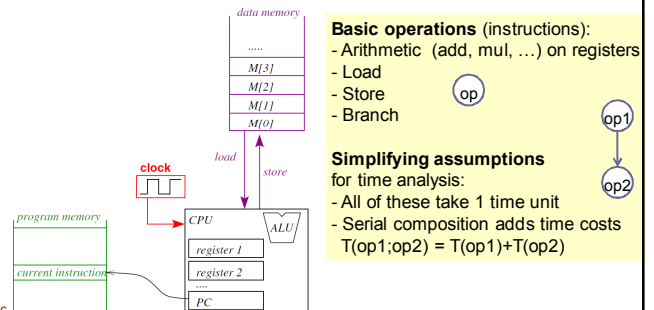 data memory
.....
M[3]
M[2]
M[1]
M[0]
load
store
clock
program memory
current instruction
CPU
ALU
register 1
register 2
....
PC
Basic operations (instructions):
- Arithmetic (add, mul, …) on registers
- Load
- Store
- Branch
op
op1
op2
Simplifying assumptions
for time analysis:
- All of these take 1 time unit
- Serial composition adds time costs
T(op1;op2) = T(op1)+T(op2)